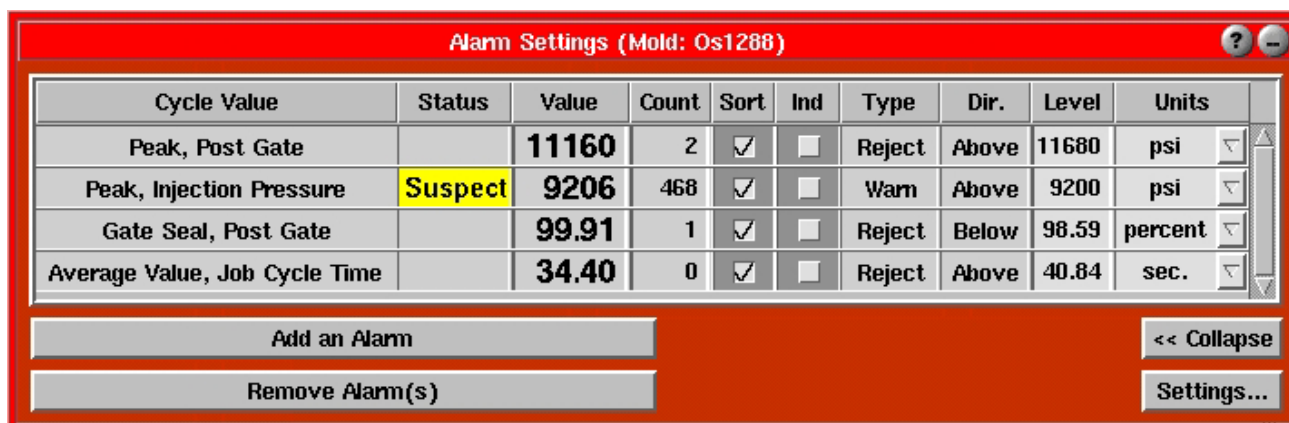 Alarm Settings (Mold: Os1288) ? -
Cycle Value Status Value Count Sort Ind Type Dir. Level Units
Peak, Post Gate 11160 2 Reject Above 11680 psi
Peak, Injection Pressure Suspect 9206 468 Warn Above 9200 psi
Gate Seal, Post Gate 99.91 1 Reject Below 98.59 percent
Average Value, Job Cycle Time 34.40 0 Reject Above 40.84 sec.
Add an Alarm << Collapse
Remove Alarm(s) Settings...